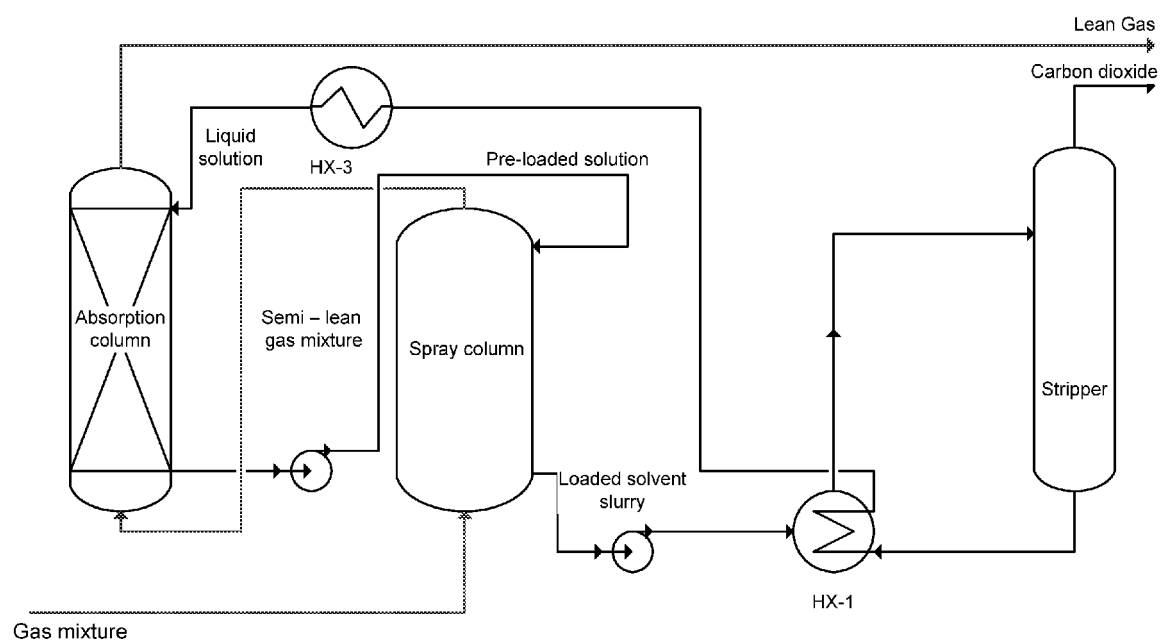 Lean Gas
Carbon dioxide
Liquid
solution
HX-3
Pre-loaded solution
Absorption
column
Semi – lean
gas mixture
Spray column
Stripper
Loaded solvent
slurry
HX-1
Gas mixture